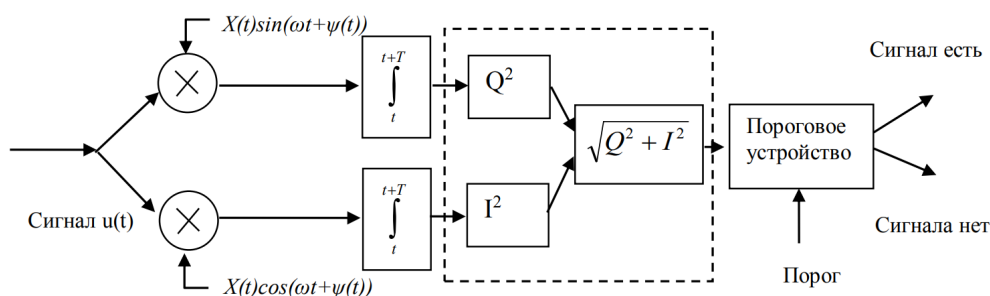 X(t)sin(ωt+ψ(t))
t+T
∫
t
Q²
Сигнал есть
√Q² + I²
Пороговое
устройство
t+T
∫
t
I²
Сигнал u(t)
Сигнала нет
X(t)cos(ωt+ψ(t))
Порог